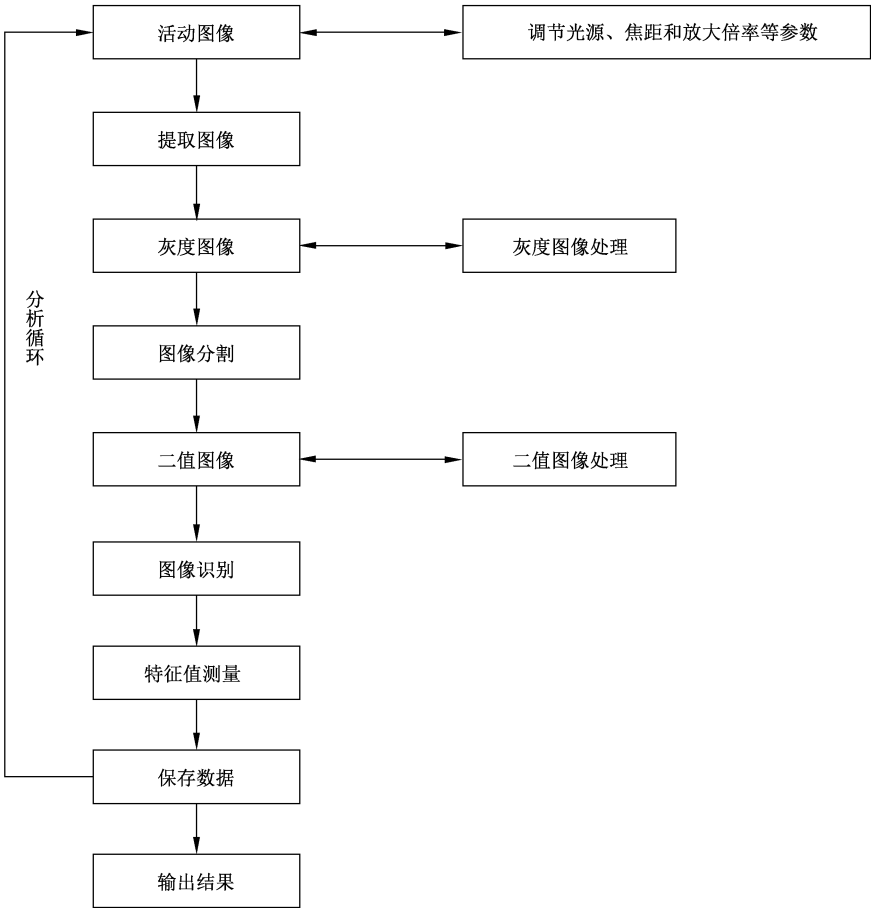 活动图像
调节光源、焦距和放大倍率等参数
提取图像
灰度图像
灰度图像处理
分析循环
图像分割
二值图像
二值图像处理
图像识别
特征值测量
保存数据
输出结果